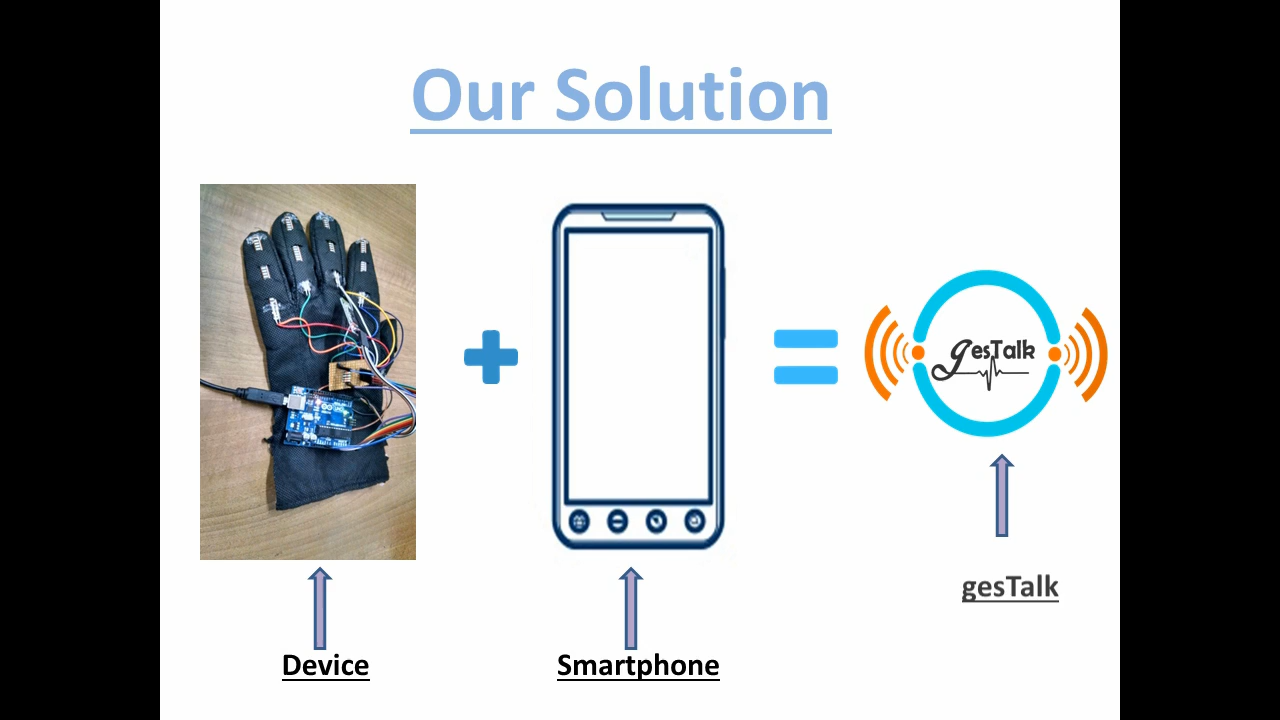 Our Solution
gesTalk
gesTalk
Device
Smartphone